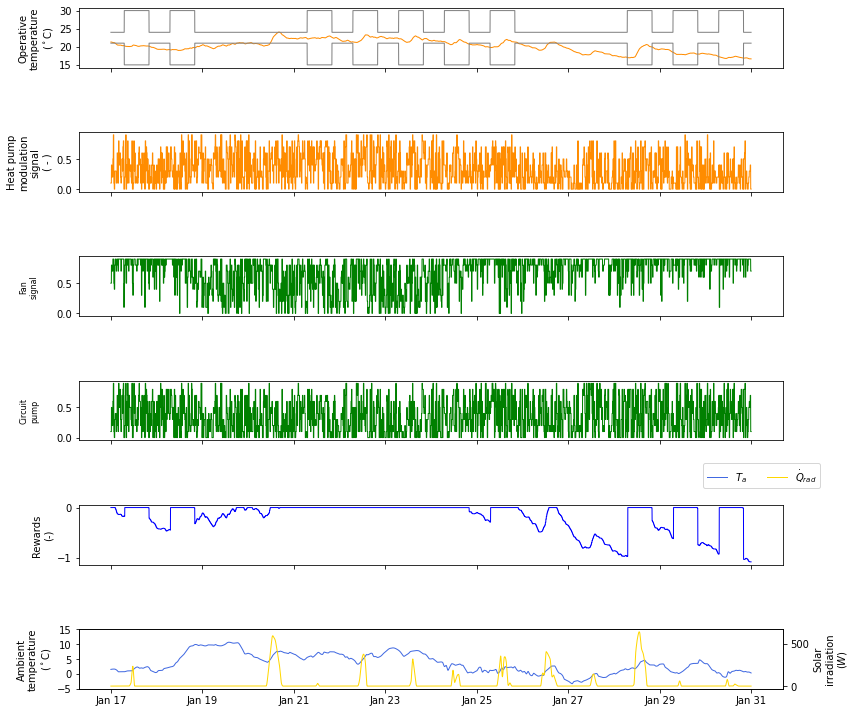 Operative
temperature
(°C)
30
25
20
15
Heat pump
modulation
signal
( - )
0.5
0.0
Fan
signal
0.5
0.0
Circuit
pump
0.5
0.0
T_a Q̇_rad
Rewards
(-)
0
−1
Ambient
temperature
(°C)
15
10
5
0
−5
500
0
Solar
irradiation
(W)
Jan 17 Jan 19 Jan 21 Jan 23 Jan 25 Jan 27 Jan 29 Jan 31